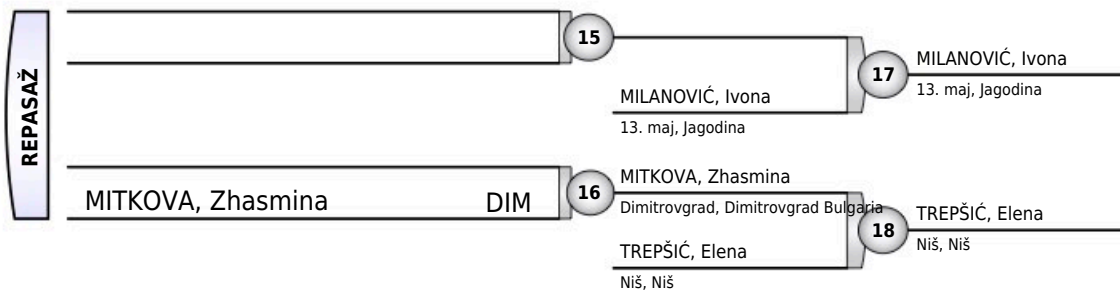 REPASAŽ
15
MILANOVIĆ, Ivona
13. maj, Jagodina
17
MILANOVIĆ, Ivona
13. maj, Jagodina
MITKOVA, Zhasmina
DIM
16
MITKOVA, Zhasmina
Dimitrovgrad, Dimitrovgrad Bulgaria
TREPŠIĆ, Elena
Niš, Niš
18
TREPŠIĆ, Elena
Niš, Niš